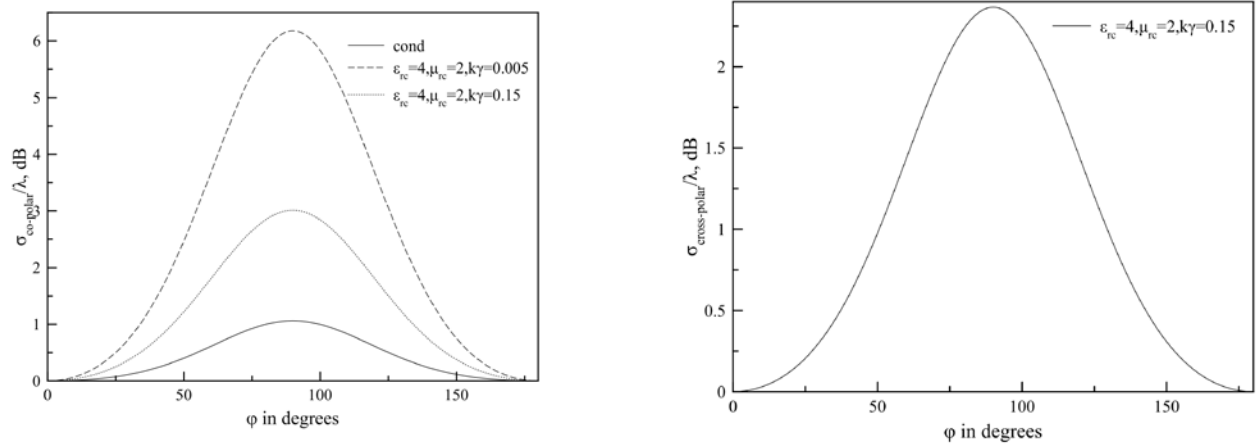 6
5
4
3
2
1
0
σco-polar/λ, dB
cond
εrc=4,μrc=2,kγ=0.005
εrc=4,μrc=2,kγ=0.15
0
50
100
150
φ in degrees
2
1.5
1
0.5
0
σcross-polar/λ, dB
εrc=4,μrc=2,kγ=0.15
0
50
100
150
φ in degrees